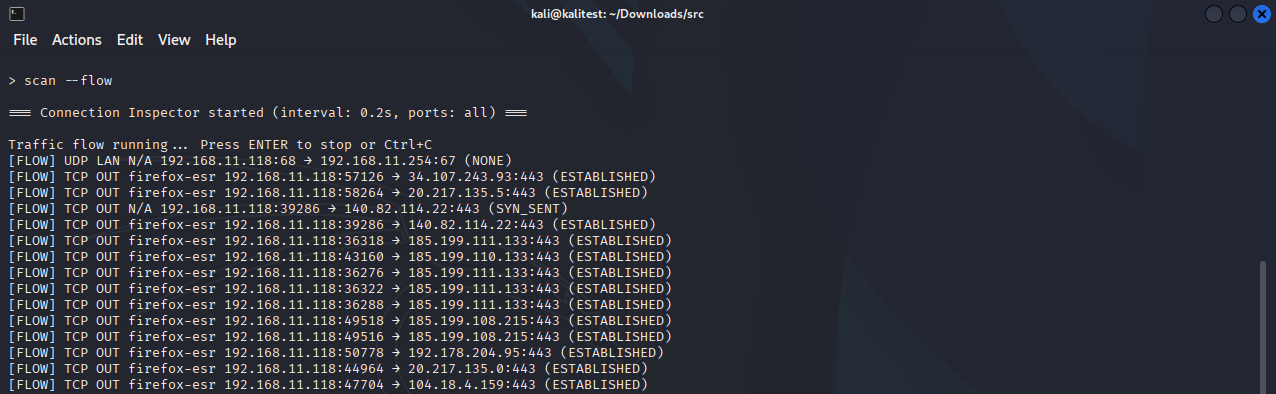 kali@kalitest: ~/Downloads/src
File Actions Edit View Help
> scan --flow
=== Connection Inspector started (interval: 0.2s, ports: all) ===
Traffic flow running... Press ENTER to stop or Ctrl+C
[FLOW] UDP LAN N/A 192.168.11.118:68 → 192.168.11.254:67 (NONE)
[FLOW] TCP OUT firefox-esr 192.168.11.118:57126 → 34.107.243.93:443 (ESTABLISHED)
[FLOW] TCP OUT firefox-esr 192.168.11.118:58264 → 20.217.135.5:443 (ESTABLISHED)
[FLOW] TCP OUT N/A 192.168.11.118:39286 → 140.82.114.22:443 (SYN_SENT)
[FLOW] TCP OUT firefox-esr 192.168.11.118:39286 → 140.82.114.22:443 (ESTABLISHED)
[FLOW] TCP OUT firefox-esr 192.168.11.118:36318 → 185.199.111.133:443 (ESTABLISHED)
[FLOW] TCP OUT firefox-esr 192.168.11.118:43160 → 185.199.110.133:443 (ESTABLISHED)
[FLOW] TCP OUT firefox-esr 192.168.11.118:36276 → 185.199.111.133:443 (ESTABLISHED)
[FLOW] TCP OUT firefox-esr 192.168.11.118:36322 → 185.199.111.133:443 (ESTABLISHED)
[FLOW] TCP OUT firefox-esr 192.168.11.118:36288 → 185.199.111.133:443 (ESTABLISHED)
[FLOW] TCP OUT firefox-esr 192.168.11.118:49518 → 185.199.108.215:443 (ESTABLISHED)
[FLOW] TCP OUT firefox-esr 192.168.11.118:49516 → 185.199.108.215:443 (ESTABLISHED)
[FLOW] TCP OUT firefox-esr 192.168.11.118:50778 → 192.178.204.95:443 (ESTABLISHED)
[FLOW] TCP OUT firefox-esr 192.168.11.118:44964 → 20.217.135.0:443 (ESTABLISHED)
[FLOW] TCP OUT firefox-esr 192.168.11.118:47704 → 104.18.4.159:443 (ESTABLISHED)